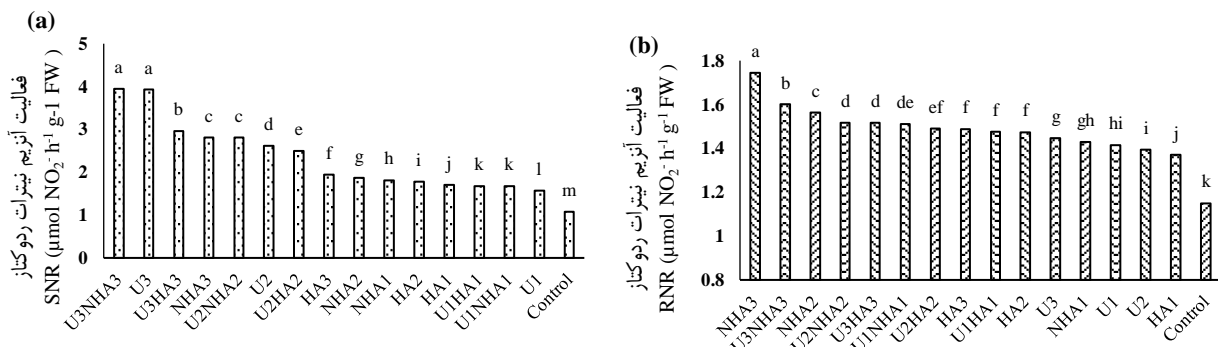 (a)
فعالیت آنزیم نیترات ردوکتاز
SNR (µmol NO₂⁻ h⁻¹ g-1 FW)
5
4
3
2
1
0
a a b c c d e f g h i j k k l m
U3NHA3 U3 U3HA3 NHA3 U2NHA2 U2 U2HA2 HA3 NHA2 NHA1 HA2 HA1 U1HA1 U1NHA1 U1 Control
(b)
فعالیت آنزیم نیترات ردوکتاز
RNR (µmol NO₂⁻ h⁻¹ g⁻¹ FW )
1.8
1.6
1.4
1.2
1
0.8
a b c d d de ef f f f g gh hi i j k
NHA3 U3NHA3 NHA2 U2NHA2 U3HA3 U1NHA1 U2HA2 HA3 U1HA1 HA2 U3 NHA1 U1 U2 HA1 Control